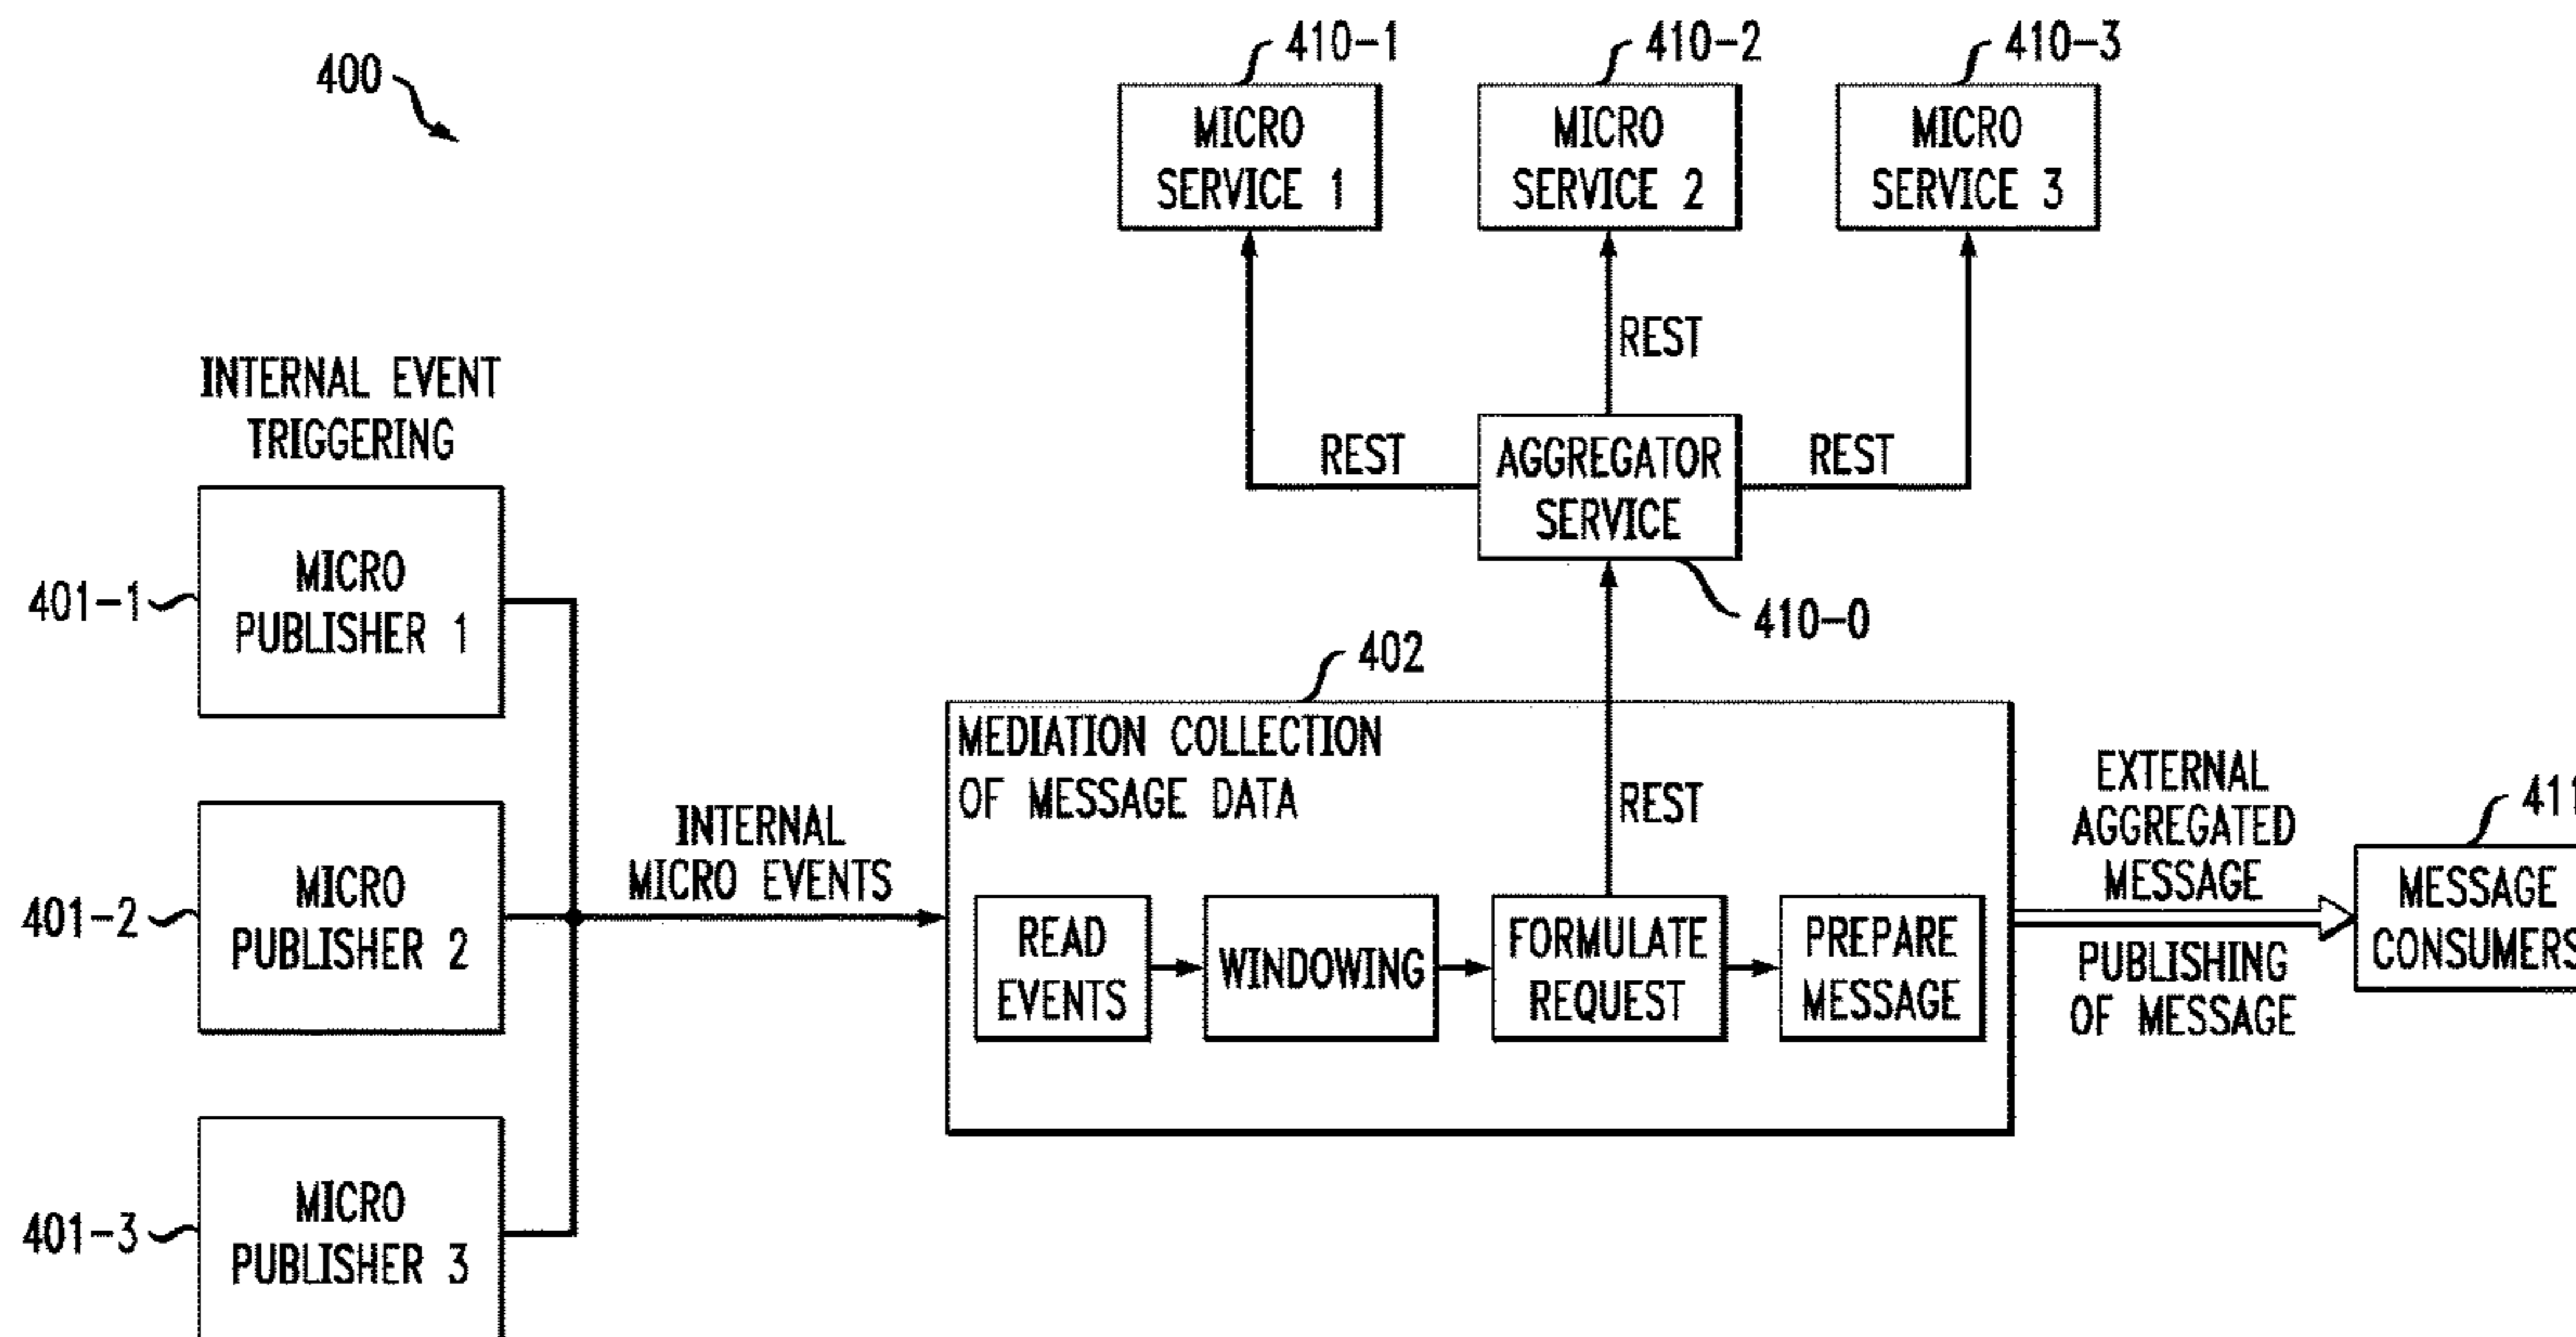 400
410-1
410-2
410-3
MICRO
SERVICE 1
MICRO
SERVICE 2
MICRO
SERVICE 3
REST
REST
REST
AGGREGATOR
SERVICE
410-0
INTERNAL EVENT
TRIGGERING
401-1
MICRO
PUBLISHER 1
401-2
MICRO
PUBLISHER 2
401-3
MICRO
PUBLISHER 3
INTERNAL
MICRO EVENTS
402
MEDIATION COLLECTION
OF MESSAGE DATA
REST
READ
EVENTS
WINDOWING
FORMULATE
REQUEST
PREPARE
MESSAGE
EXTERNAL
AGGREGATED
MESSAGE
PUBLISHING
OF MESSAGE
411
MESSAGE
CONSUMERS